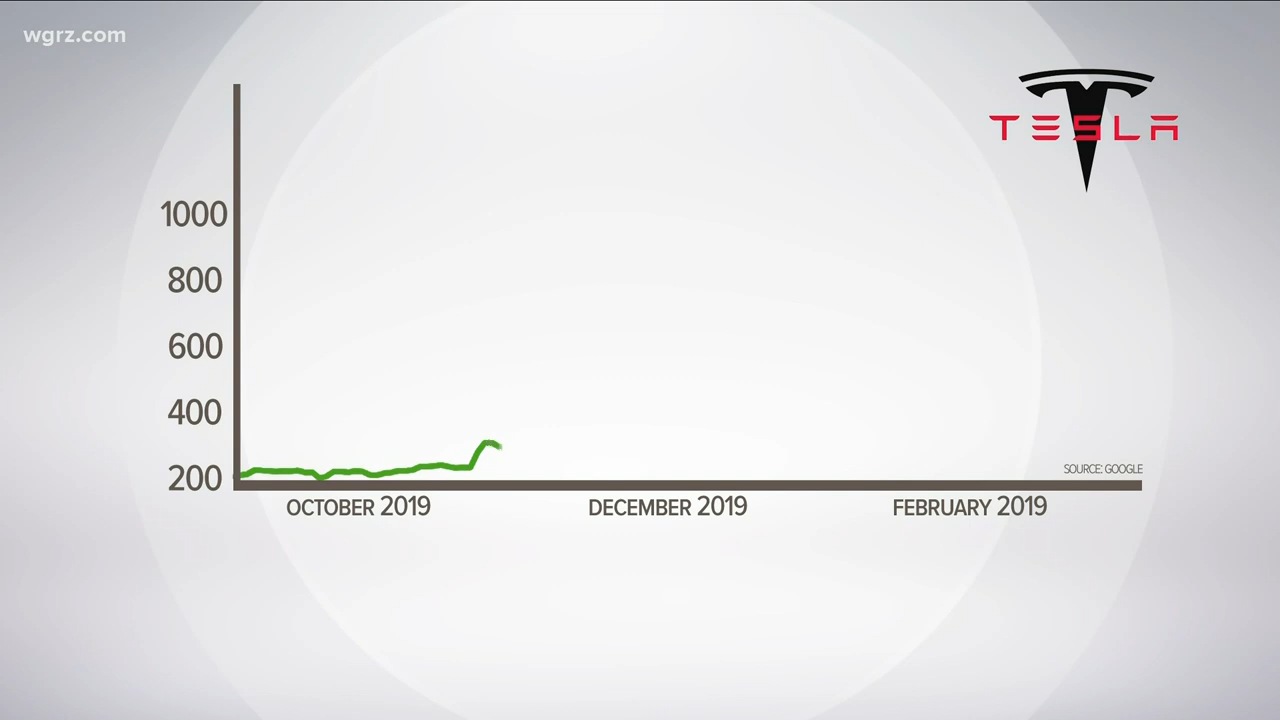 wgrz.com
TESLA
1000
800
600
400
200
SOURCE: GOOGLE
OCTOBER 2019
DECEMBER 2019
FEBRUARY 2019